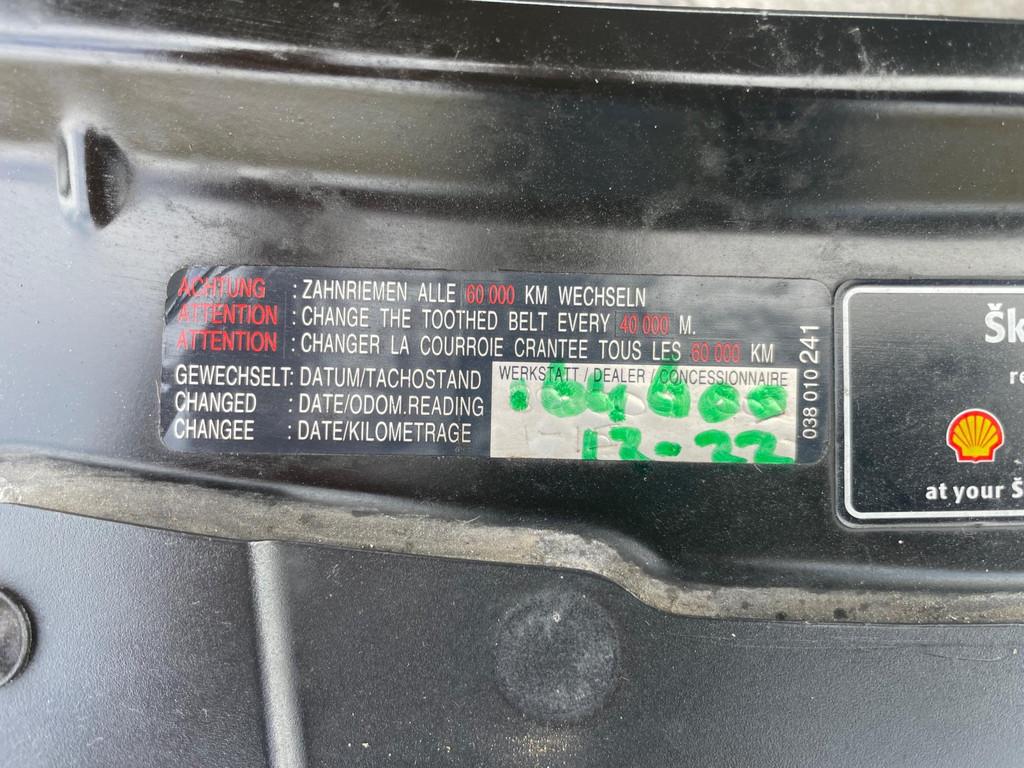 ACHTUNG : ZAHNRIEMEN ALLE 60 000 KM WECHSELN
ATTENTION : CHANGE THE TOOTHED BELT EVERY 40 000 M.
ATTENTION : CHANGER LA COURROIE CRANTEE TOUS LES 60 000 KM
GEWECHSELT: DATUM/TACHOSTAND
CHANGED : DATE/ODOM.READING
CHANGEE : DATE/KILOMETRAGE
WERKSTATT / DEALER / CONCESSIONNAIRE
12-22
038 010 241
Šk
re
at your Š